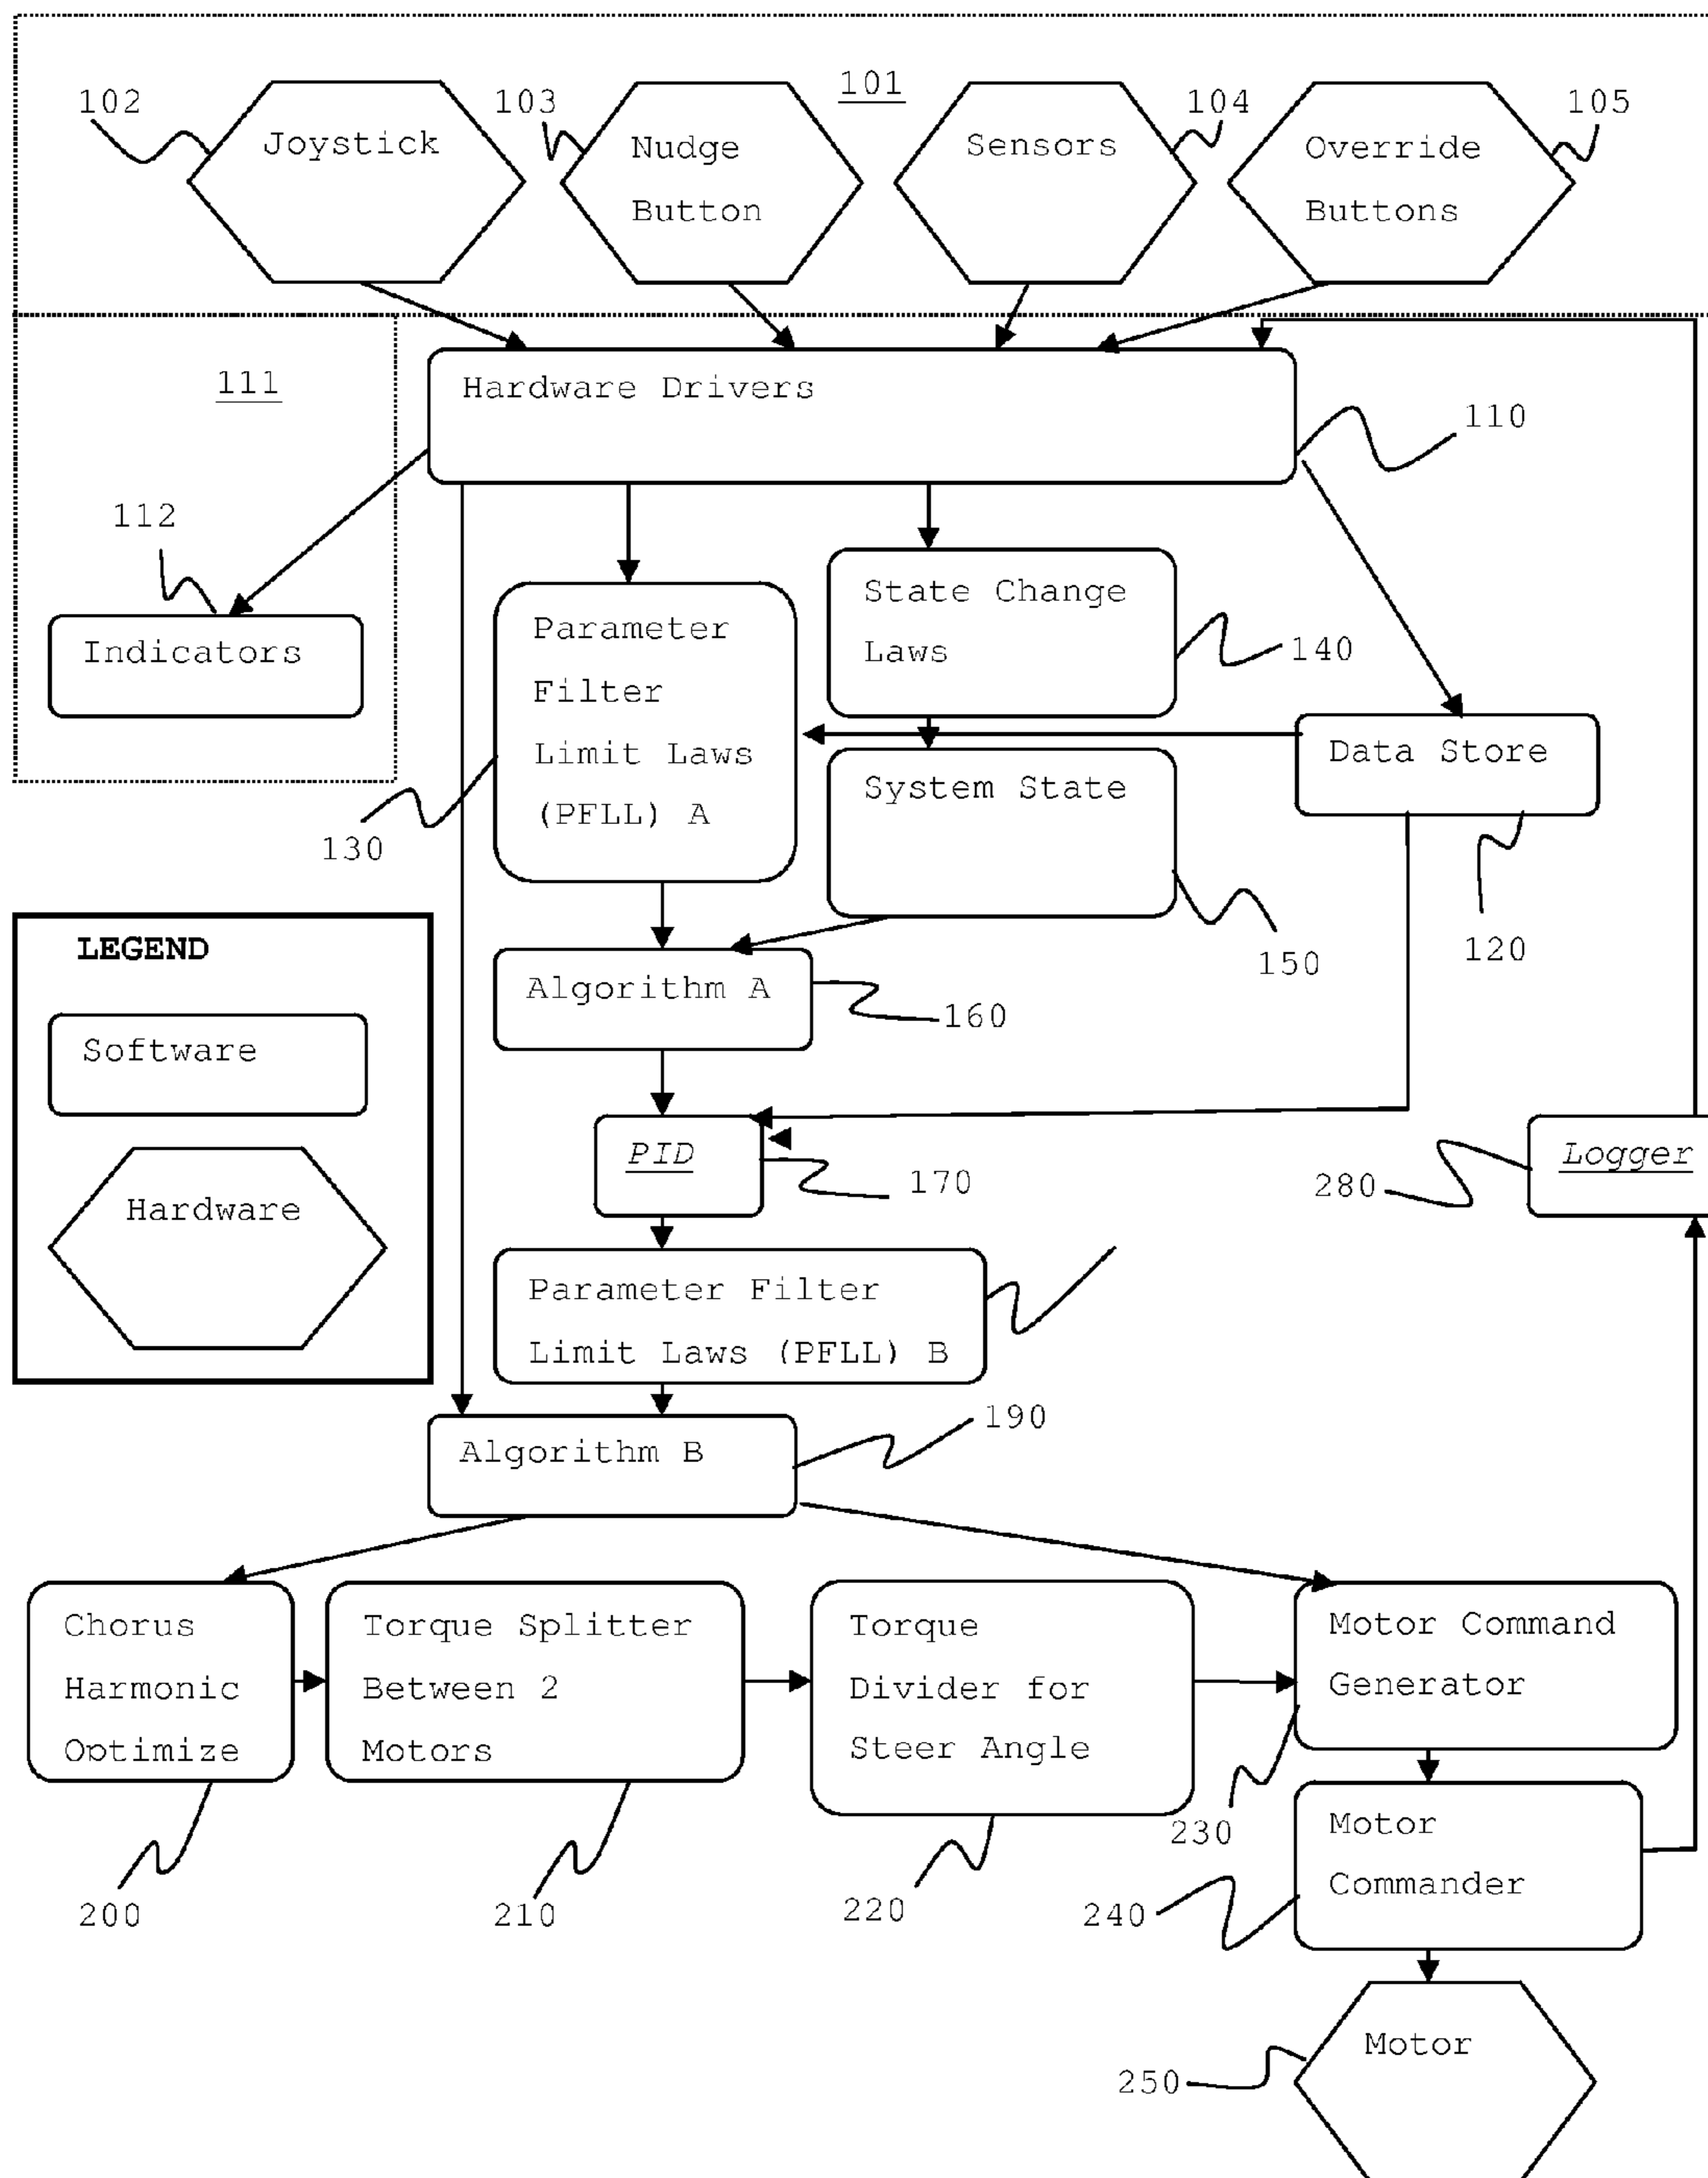 101
102
Joystick
103
Nudge
Button
Sensors
104
Override
Buttons
105
111
Hardware Drivers
110
112
Indicators
Parameter
Filter
Limit Laws
(PFLL) A
130
State Change
Laws
140
Data Store
120
System State
150
LEGEND
Software
Hardware
Algorithm A
160
PID
170
Logger
280
Parameter Filter
Limit Laws (PFLL) B
Algorithm B
190
Chorus
Harmonic
Optimize
200
Torque Splitter
Between 2
Motors
210
Torque
Divider for
Steer Angle
220
Motor Command
Generator
230
Motor
Commander
240
Motor
250